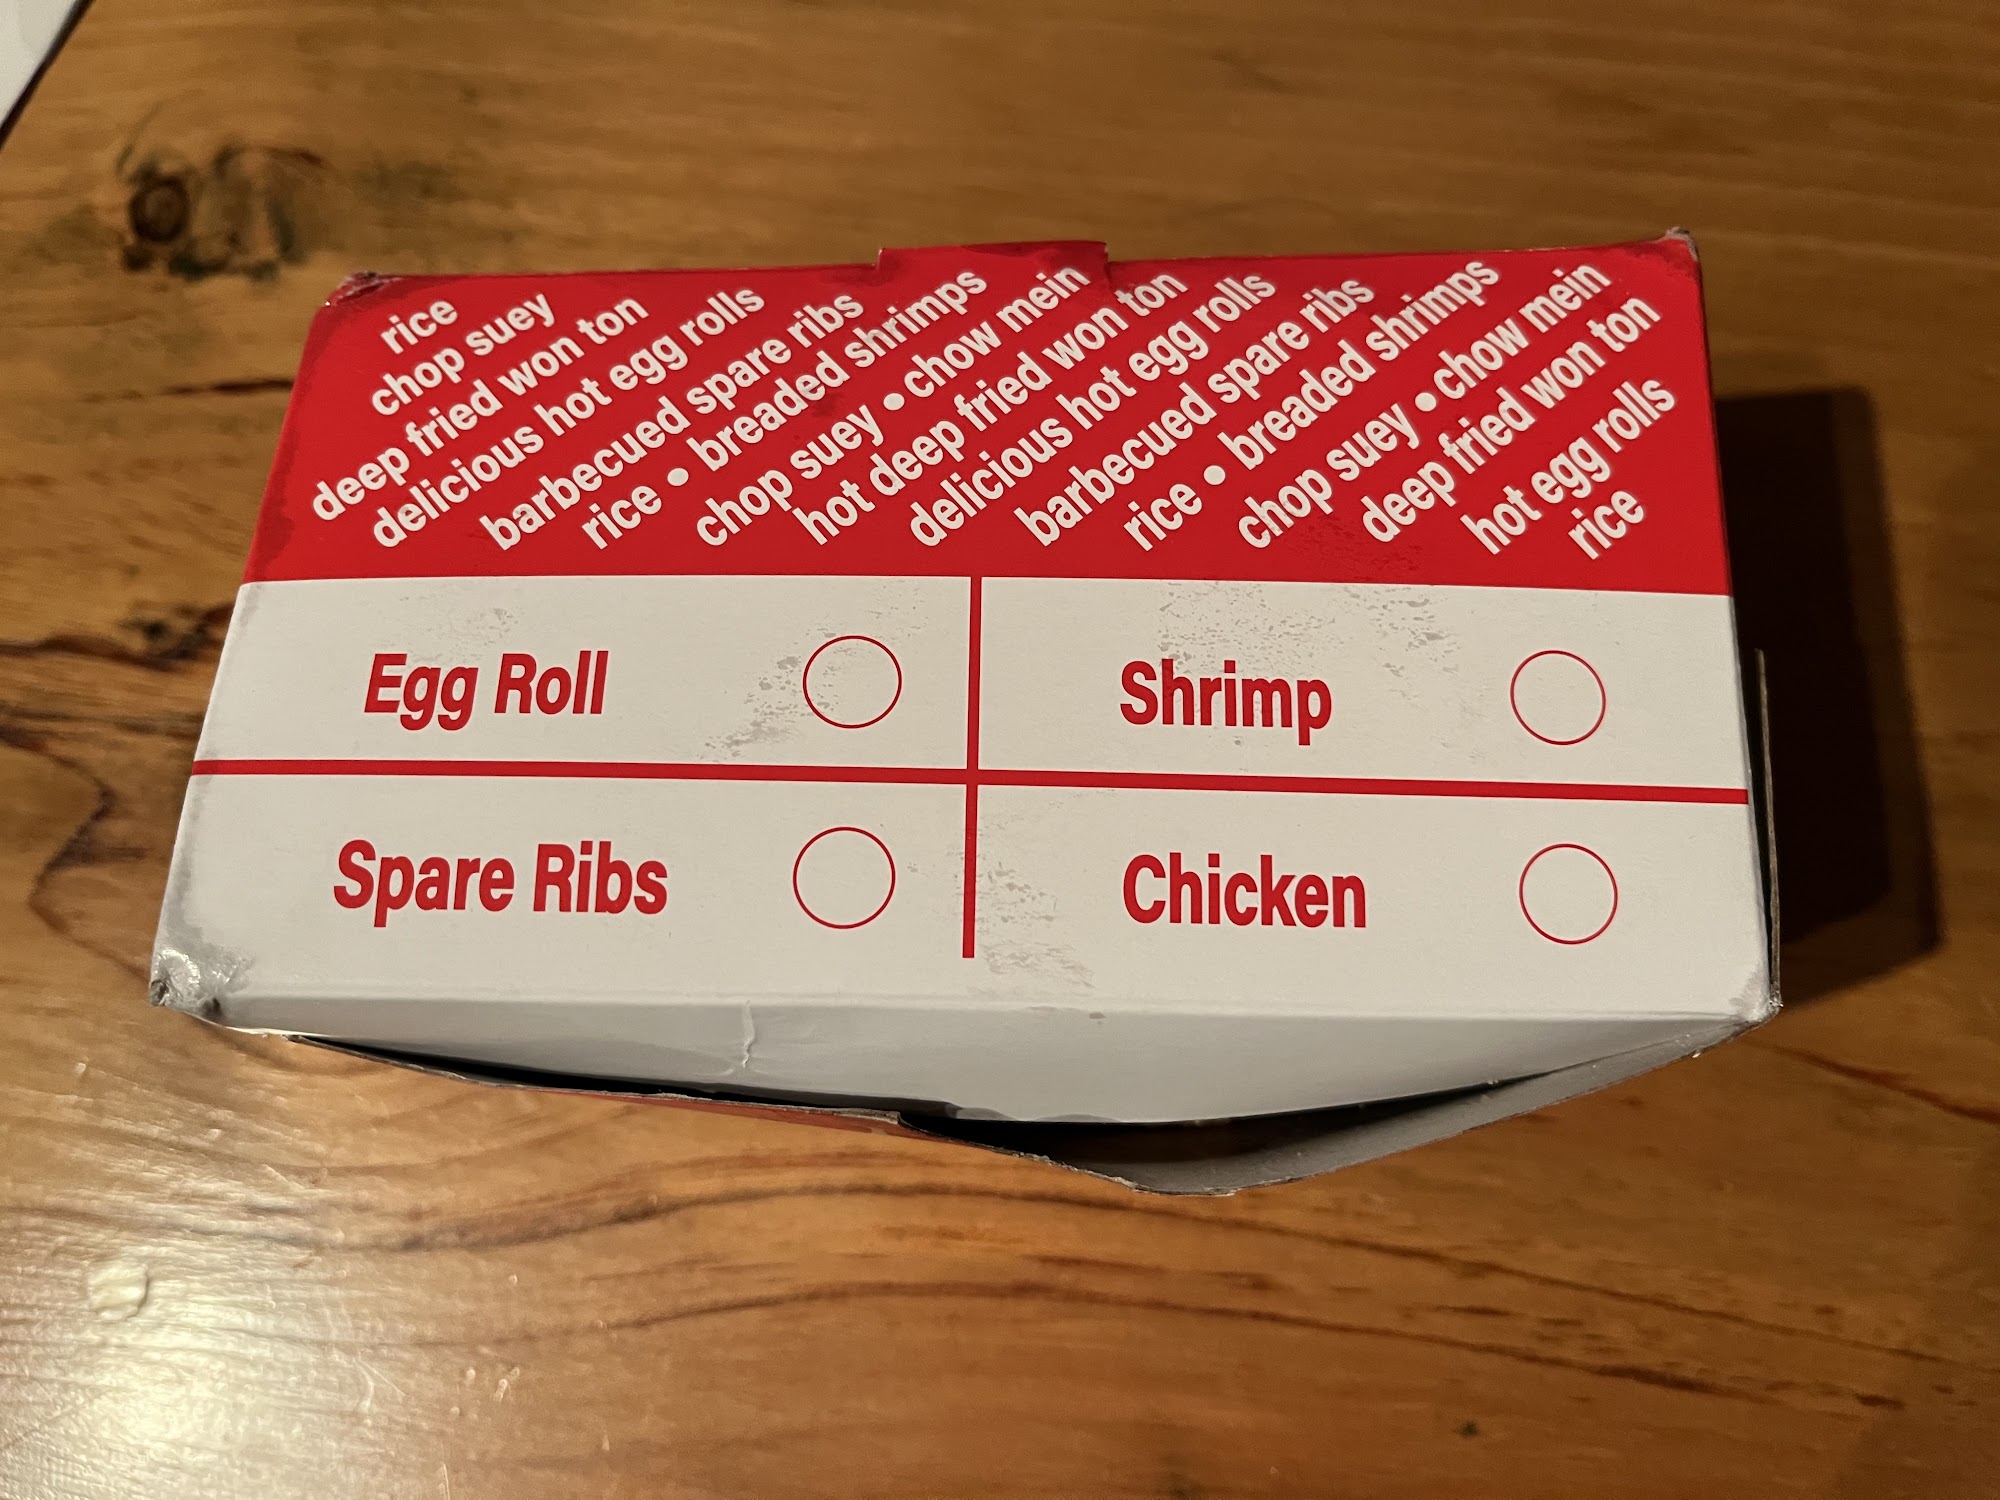 rice
chop suey
deep fried won ton
delicious hot egg rolls
barbecued spare ribs
rice • breaded shrimps
chop suey • chow mein
hot deep fried won ton
delicious hot egg rolls
barbecued spare ribs
rice • breaded shrimps
chop suey • chow mein
deep fried won ton
hot egg rolls
rice
Egg Roll
Shrimp
Spare Ribs
Chicken